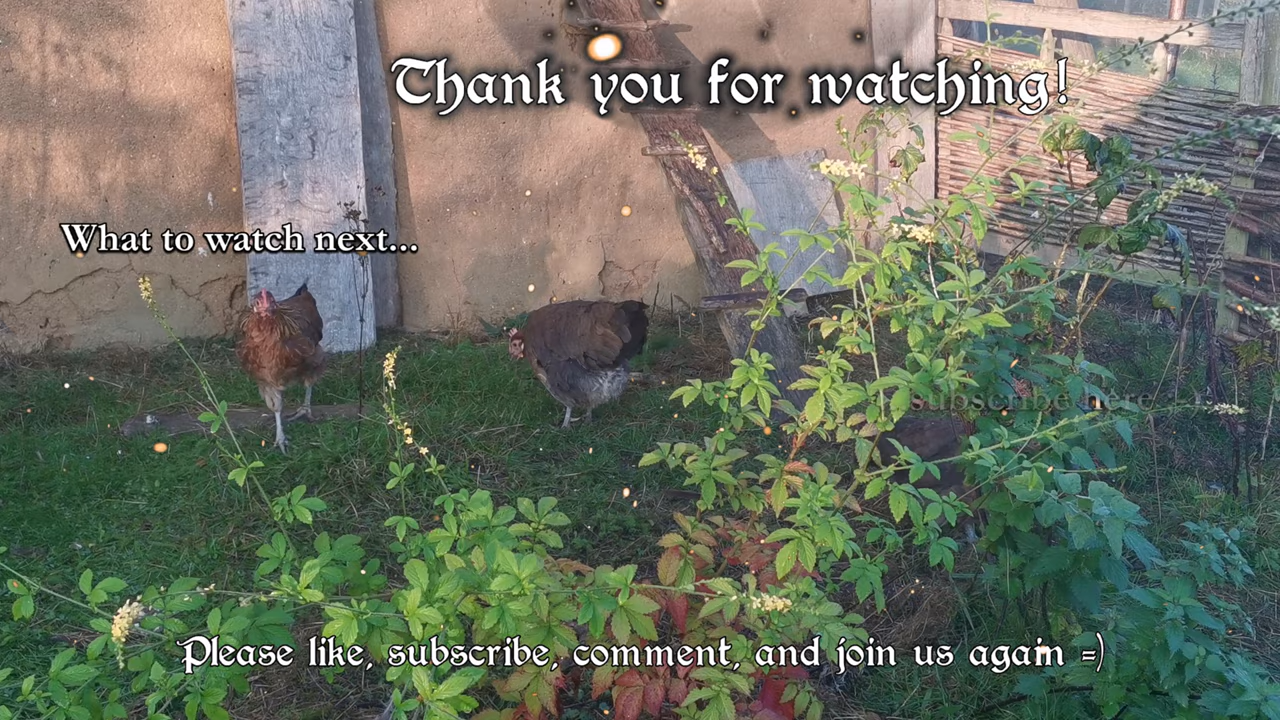 Thank you for watching!
What to watch next...
subscribe here
Please like, subscribe, comment, and join us again =)